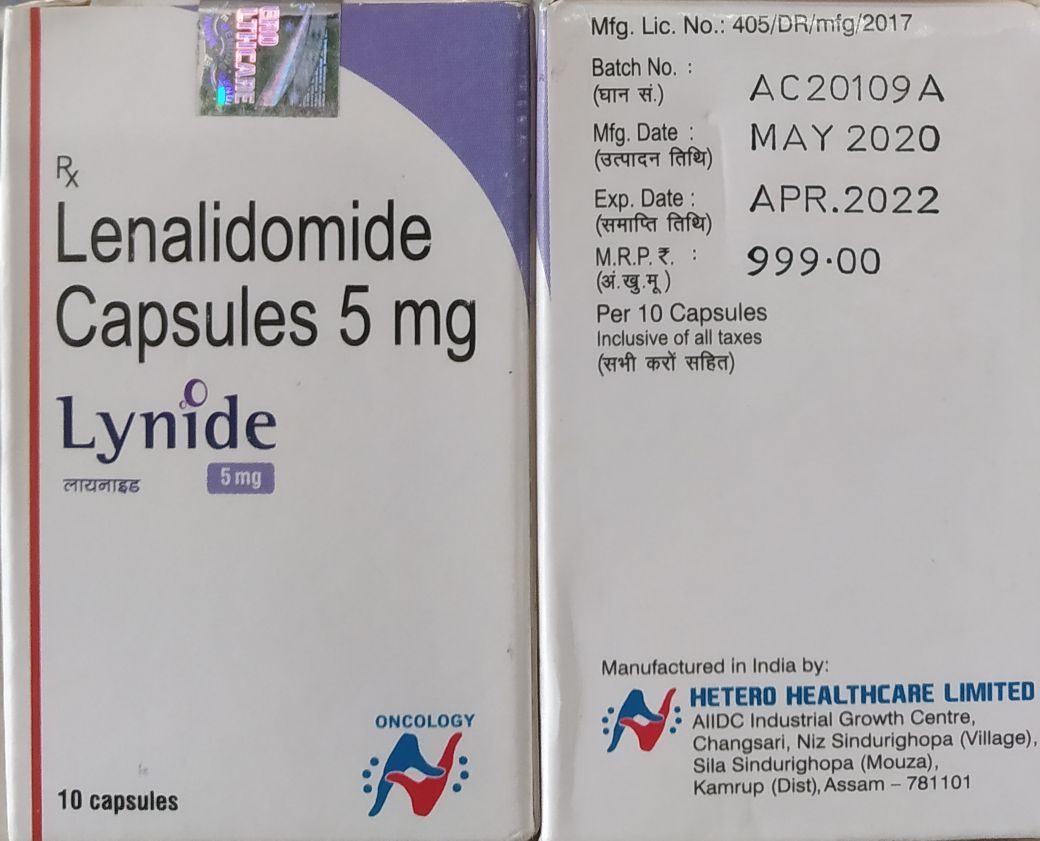 Rx
Lenalidomide
Capsules 5 mg
Lynide
लायनाइड
5 mg
ONCOLOGY
10 capsules
Mfg. Lic. No.: 405/DR/mfg/2017
Batch No. : AC20109A
(घान सं.)
Mfg. Date : MAY 2020
(उत्पादन तिथि)
Exp. Date : APR.2022
(समाप्ति तिथि)
M.R.P. ₹. : 999.00
(अं.खु.मू.)
Per 10 Capsules
Inclusive of all taxes
(सभी करों सहित)
Manufactured in India by:
HETERO HEALTHCARE LIMITED
AIIDC Industrial Growth Centre,
Changsari, Niz Sindurighopa (Village),
Sila Sindurighopa (Mouza),
Kamrup (Dist), Assam – 781101